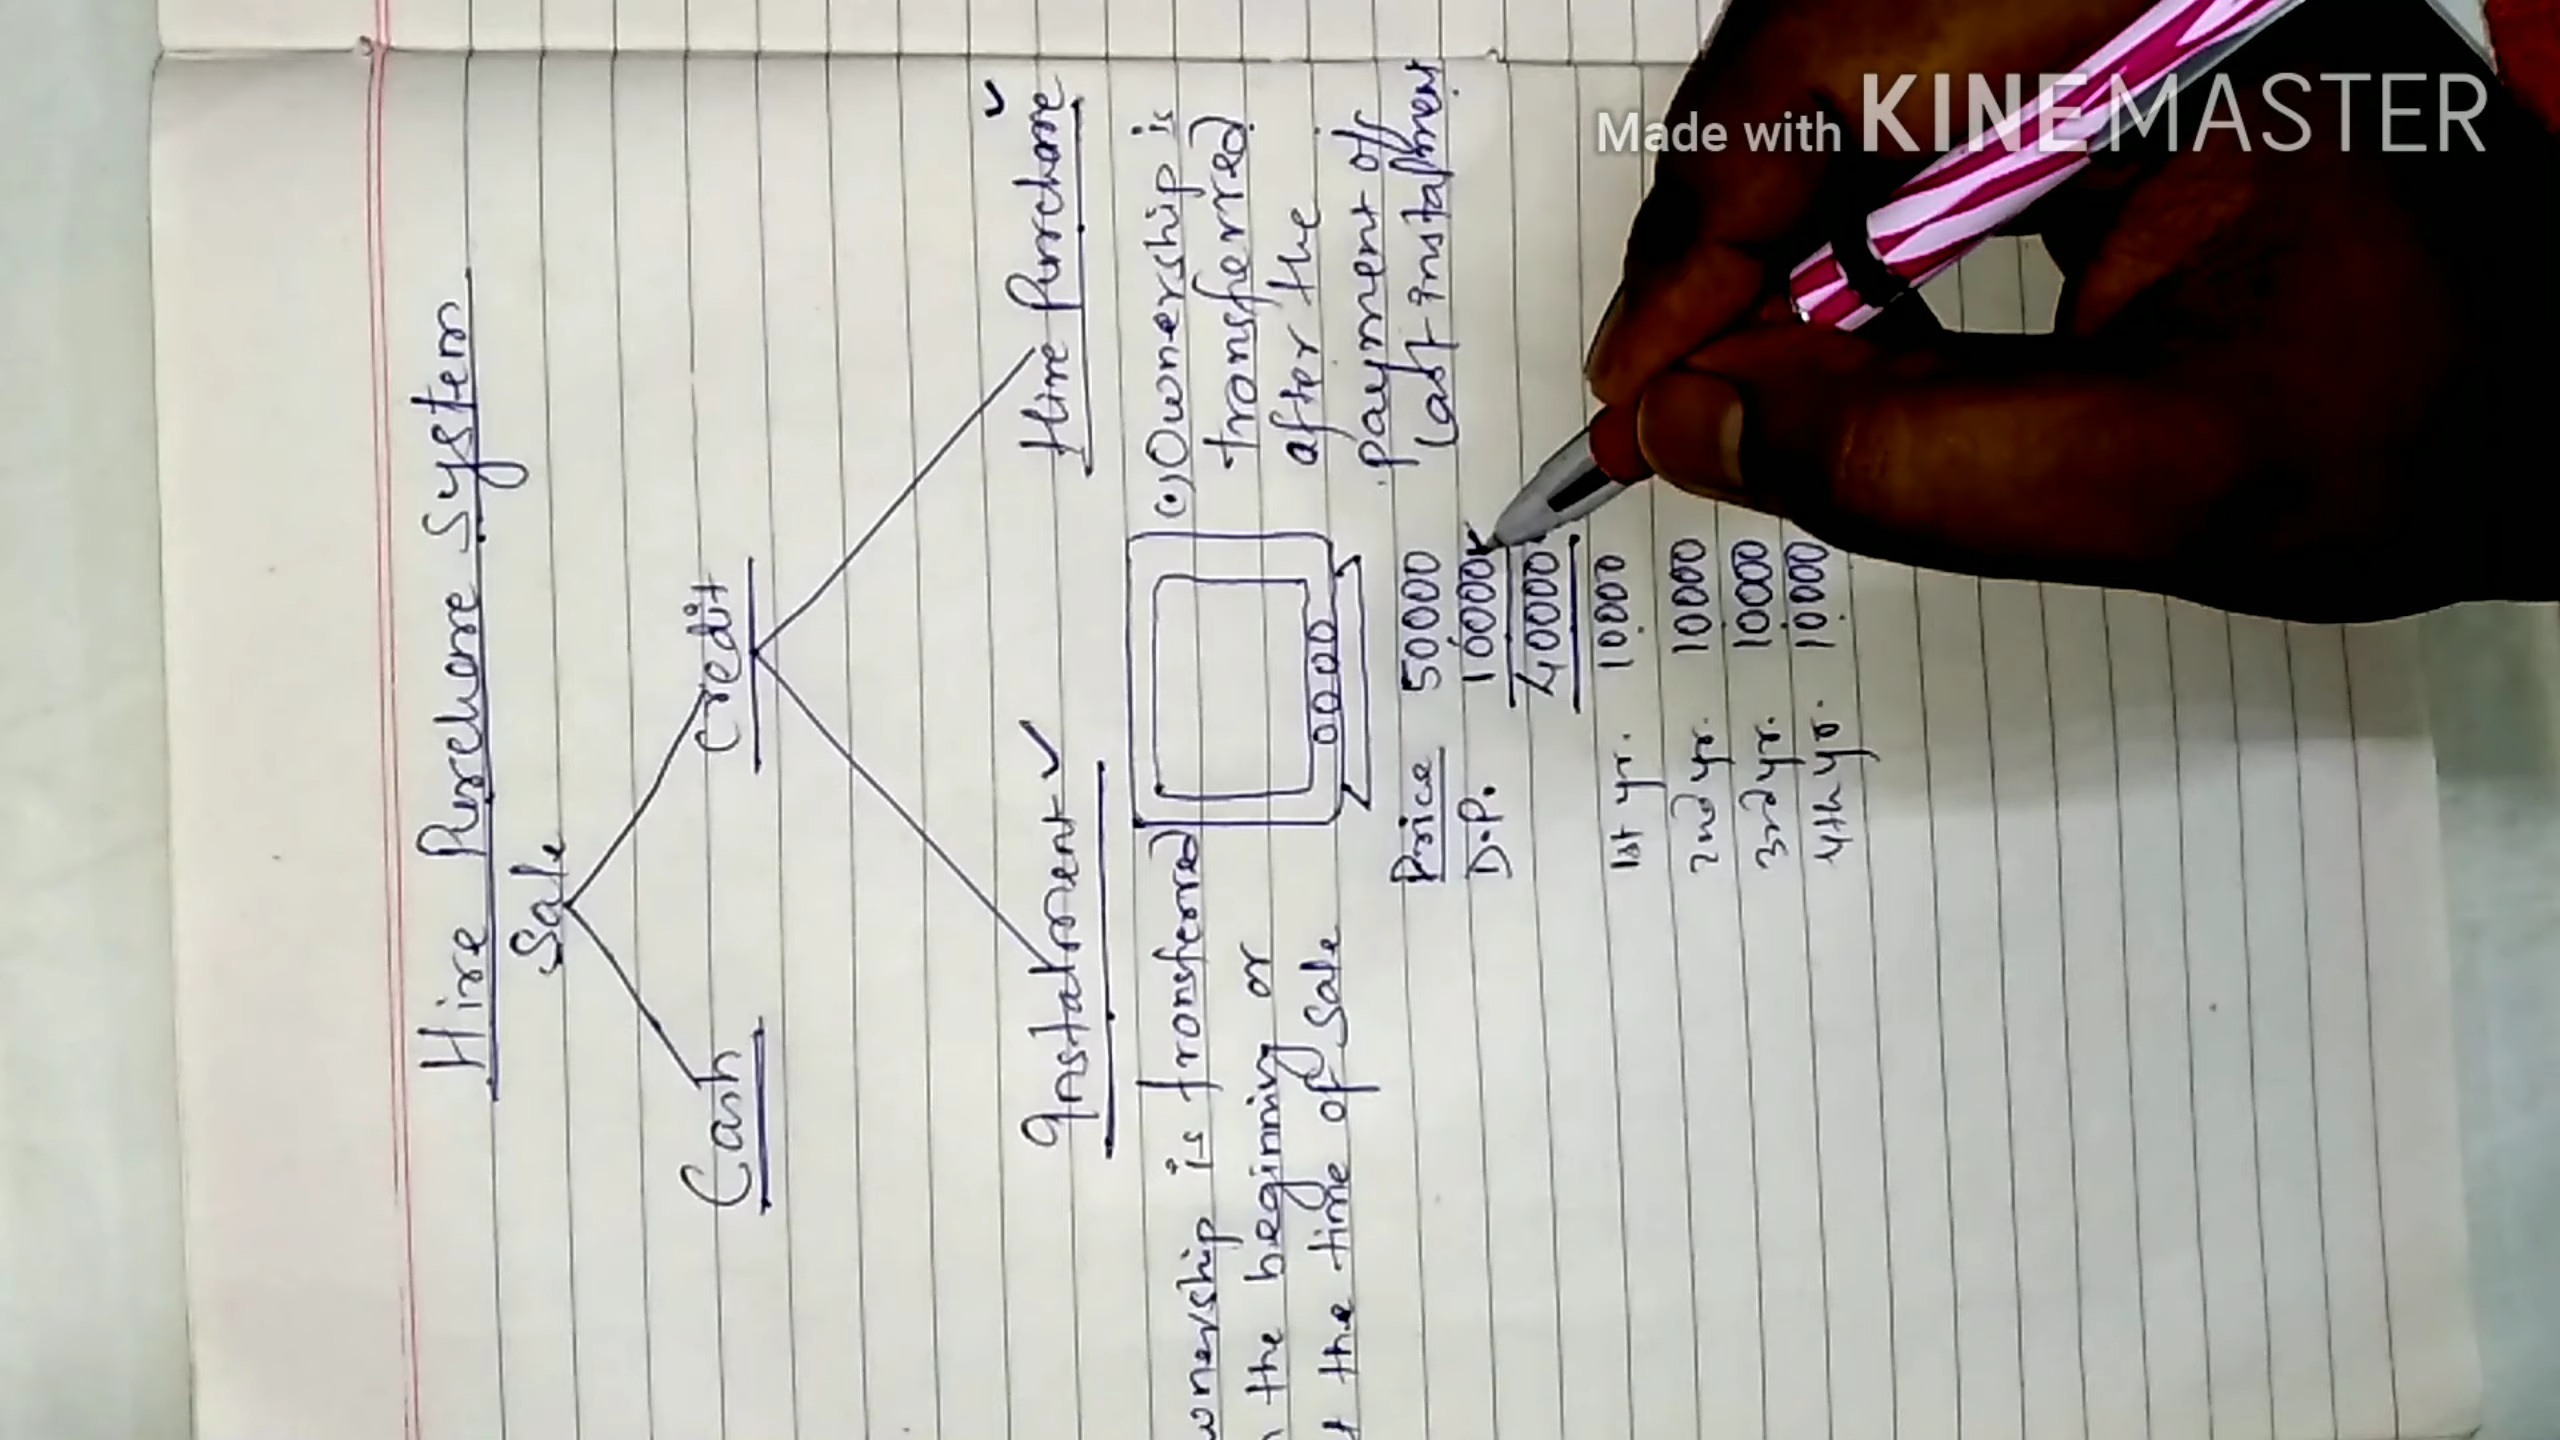 Hire Purchase System
Sale
Cash
Credit
Instalment ✓
Hire Purchase ✓
wnership is transferred
the beginning or
t the time of Sale
(•) Ownership is
transferred
after the
payment of
last instalment
0000
Price 50000
D.P. 10000
40000
1st yr. 10000
2nd yr. 10000
3rd yr. 10000
4th yr. 10000
Made with KINEMASTER